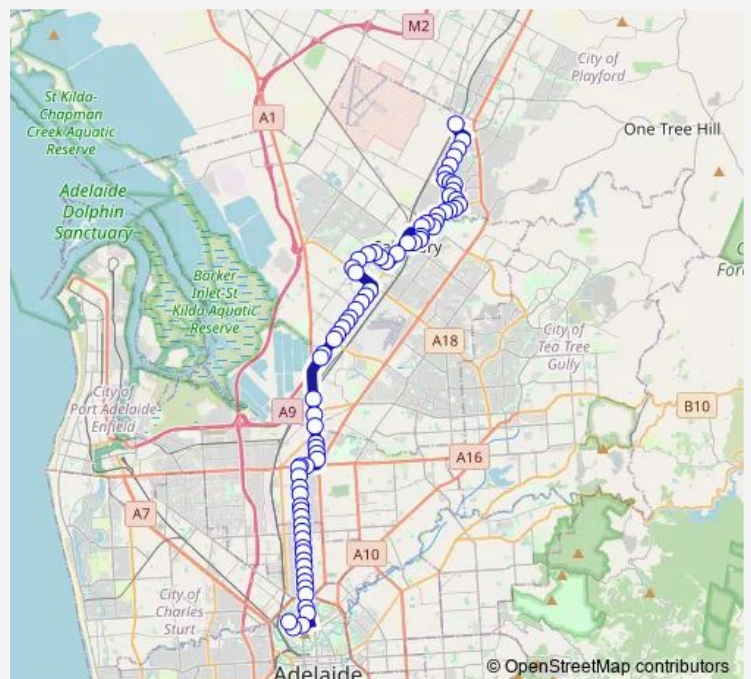 M2
City of
Playford
St Kilda-
Chapman
Creek Aquatic
Reserve
A1
One Tree Hill
Adelaide
Dolphin
Sanctuary
Barker
Inlet-St
Kilda Aquatic
Reserve
A18
City of
Tea Tree
Gully
City of
Port Adelaide-
Enfield
A9
B10
A16
A7
A10
City of
Charles
Sturt
Adelaide
© OpenStreetMap contributors